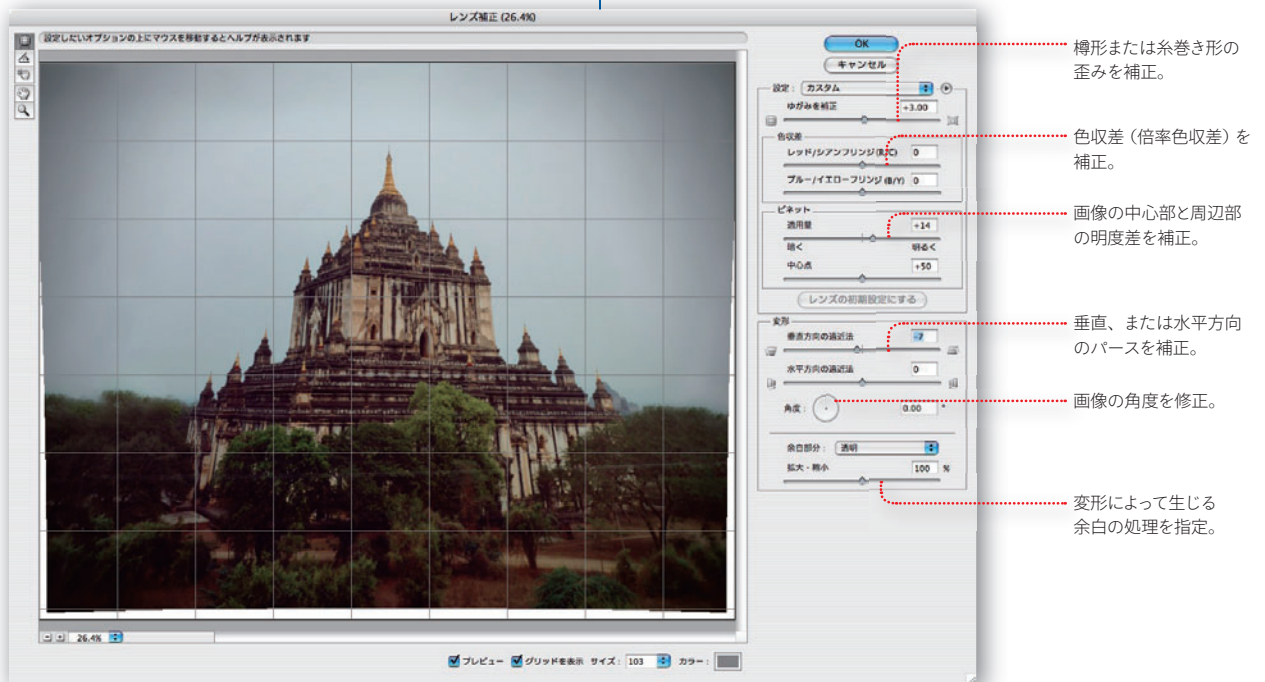 レンズ補正 (26.4%)
設定したいオプションの上にマウスを移動するとヘルプが表示されます
OK
キャンセル
設定： カスタム
ゆがみを補正 +3.00
色収差
レッド/シアンフリンジ(R/C) 0
ブルー/イエローフリンジ (B/Y) 0
ビネット
適用量 +14
暗く 明るく
中心点 +50
レンズの初期設定にする
変形
垂直方向の遠近法 -7
水平方向の遠近法 0
角度： 0.00 °
余白部分： 透明
拡大・縮小 100 %
26.4%
プレビュー グリッドを表示 サイズ： 103 カラー：
樽形または糸巻き形の
歪みを補正。
色収差（倍率色収差）を
補正。
画像の中心部と周辺部
の明度差を補正。
垂直、または水平方向
のパースを補正。
画像の角度を修正。
変形によって生じる
余白の処理を指定。